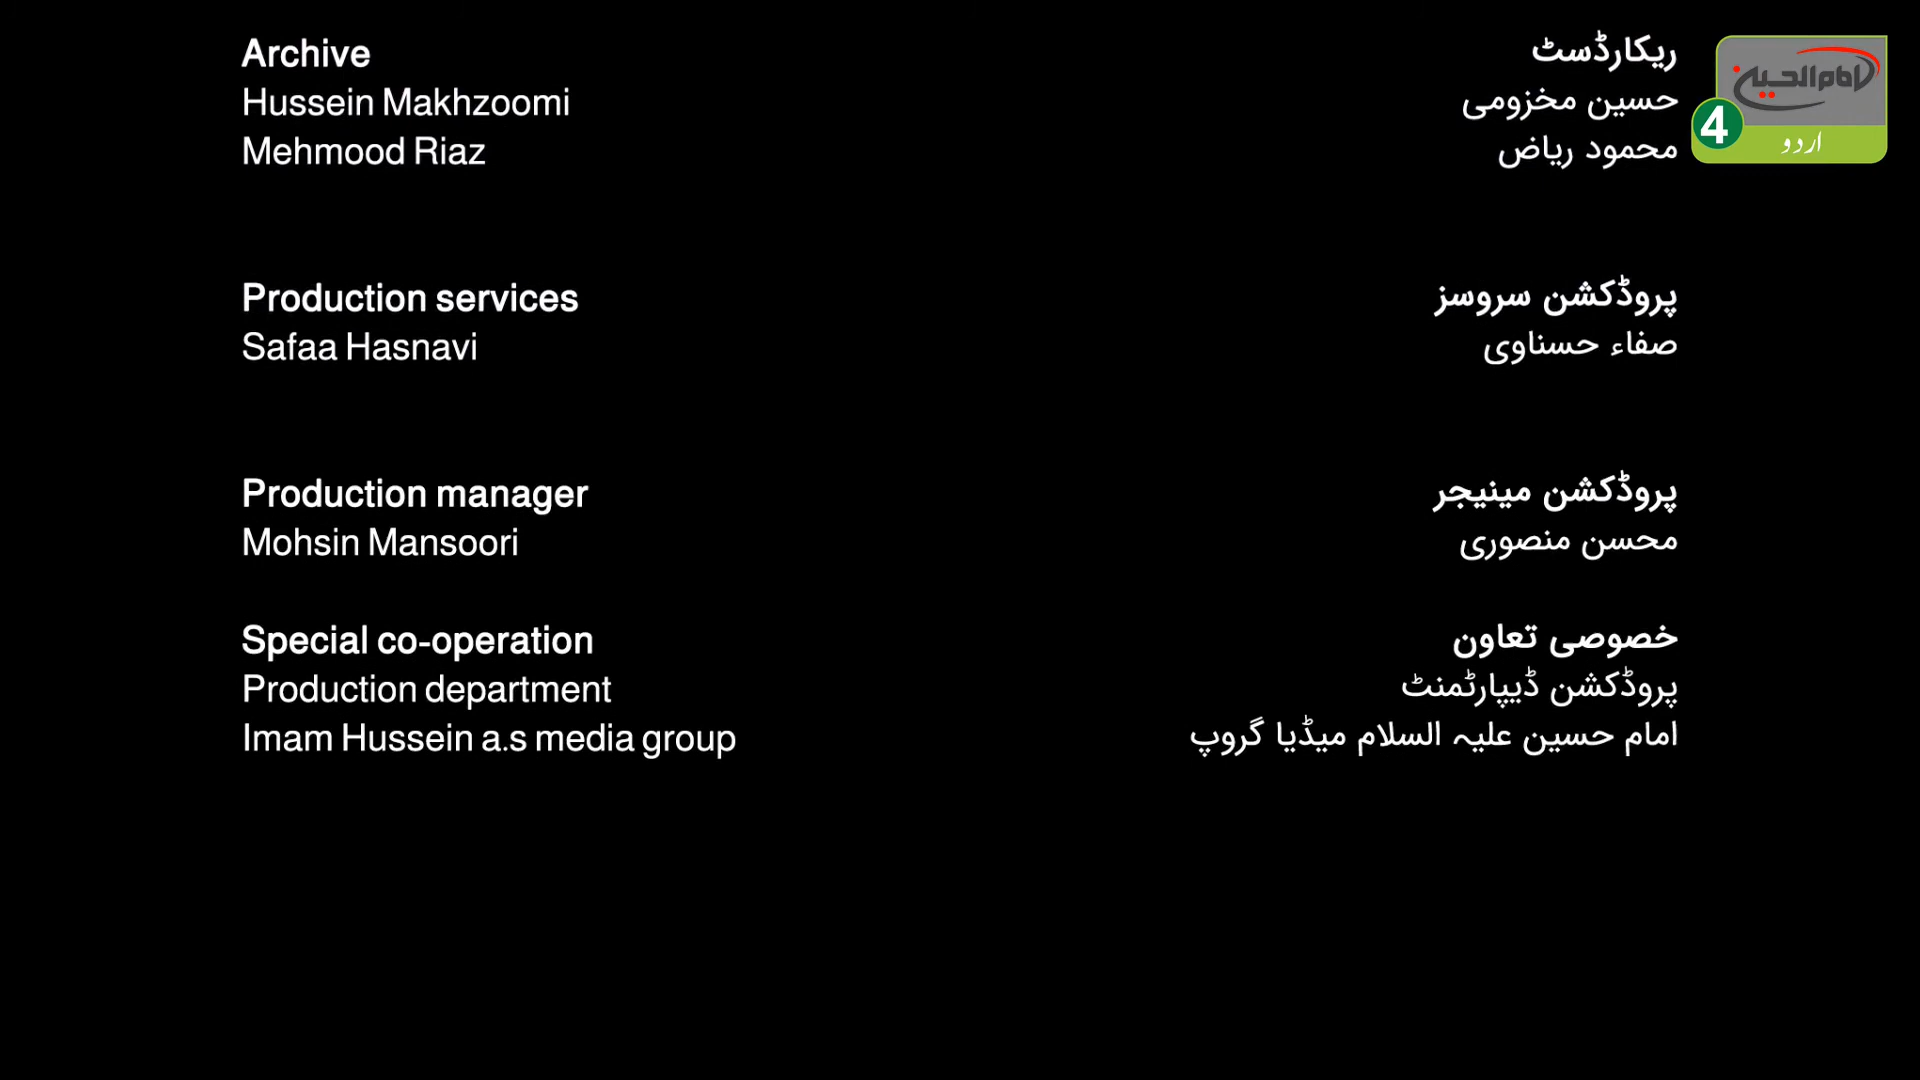 Archive
Hussein Makhzoomi
Mehmood Riaz
Production services
Safaa Hasnavi
Production manager
Mohsin Mansoori
Special co-operation
Production department
Imam Hussein a.s media group
ریکارڈسٹ
حسین مخزومی
محمود ریاض
پروڈکشن سروسز
صفاء حسناوی
پروڈکشن مینیجر
محسن منصوری
خصوصی تعاون
پروڈکشن ڈیپارٹمنٹ
امام حسین علیہ السلام میڈیا گروپ
امام الحسین
4
اردو